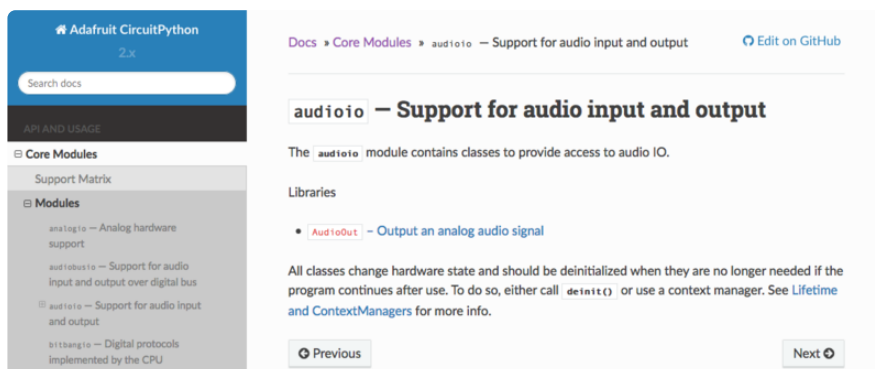 Adafruit CircuitPython
2.x
Search docs
API AND USAGE
Core Modules
Support Matrix
Modules
analogio — Analog hardware
support
audiobusio — Support for audio
input and output over digital bus
audioio — Support for audio input
and output
bitbangio — Digital protocols
implemented by the CPU
Docs » Core Modules » audioio — Support for audio input and output
Edit on GitHub
audioio — Support for audio input and output
The audioio module contains classes to provide access to audio IO.
Libraries
• AudioOut – Output an analog audio signal
All classes change hardware state and should be deinitialized when they are no longer needed if the
program continues after use. To do so, either call deinit() or use a context manager. See Lifetime
and ContextManagers for more info.
Previous
Next